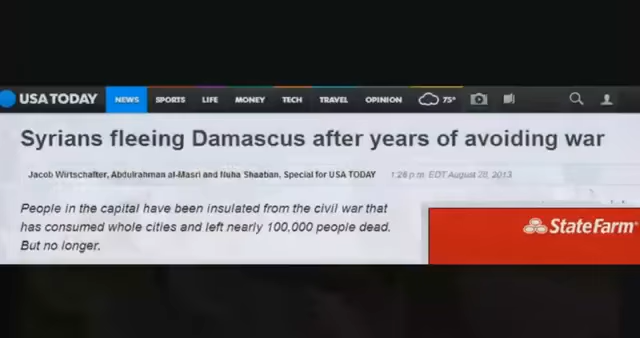 USA TODAY NEWS SPORTS LIFE MONEY TECH TRAVEL OPINION 75°
Syrians fleeing Damascus after years of avoiding war
Jacob Wirtschafter, Abdulrahman al-Masri and Nuha Shaaban, Special for USA TODAY 1:26 p.m. EDT August 28, 2013
People in the capital have been insulated from the civil war that
has consumed whole cities and left nearly 100,000 people dead.
But no longer.
StateFarm®